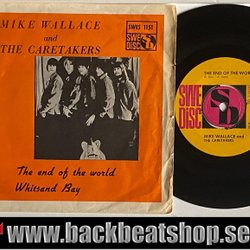 MIKE WALLACE
and
THE CARETAKERS
SWES 1151
SWE
DISC
The end of the world
Whitsand Bay
THE END OF THE WORLD
SWE
DISC
MIKE WALLACE and
THE CARETAKERS
www.backbeatshop.se